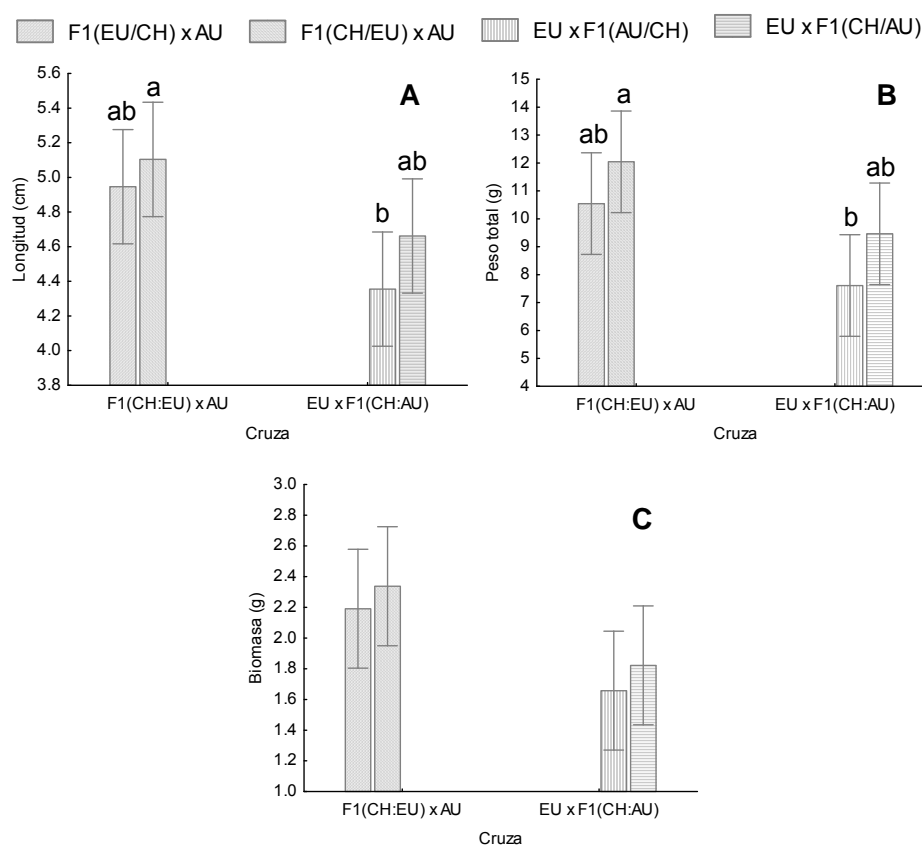 F1(EU/CH) x AU F1(CH/EU) x AU EU x F1(AU/CH) EU x F1(CH/AU)
A
Longitud (cm)
5.6
5.4
5.2
5.0
4.8
4.6
4.4
4.2
4.0
3.8
ab a b ab
F1(CH:EU) x AU EU x F1(CH:AU)
Cruza
B
Peso total (g)
15
14
13
12
11
10
9
8
7
6
5
4
ab a b ab
F1(CH:EU) x AU EU x F1(CH:AU)
Cruza
C
Biomasa (g)
3.0
2.8
2.6
2.4
2.2
2.0
1.8
1.6
1.4
1.2
1.0
F1(CH:EU) x AU EU x F1(CH:AU)
Cruza